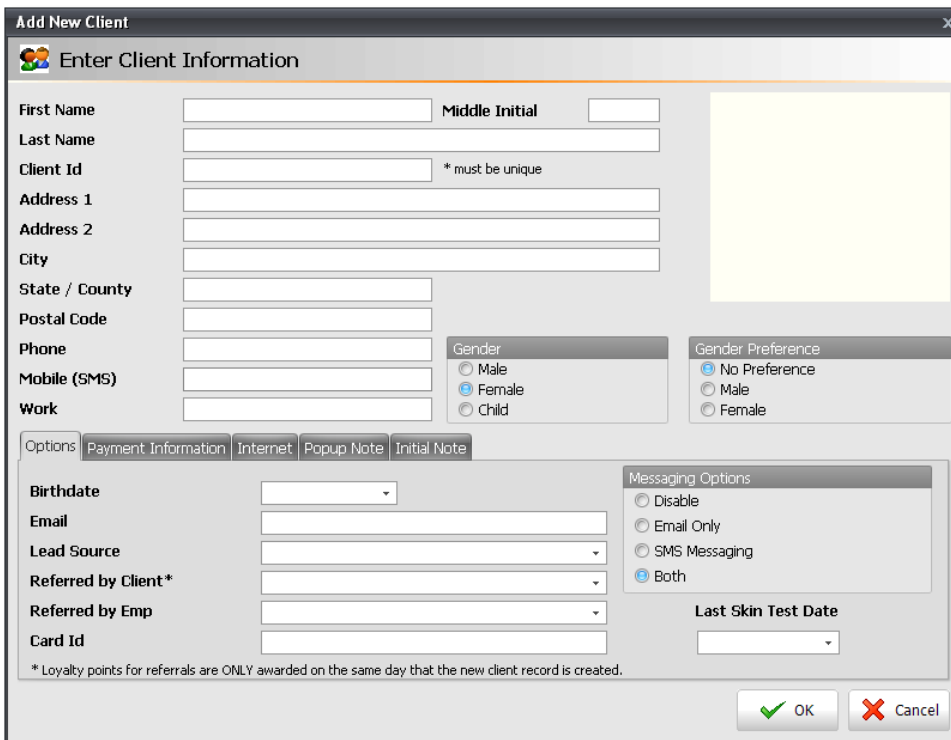 Add New Client x
Enter Client Information
First Name Middle Initial
Last Name
Client Id * must be unique
Address 1
Address 2
City
State / County
Postal Code
Phone
Mobile (SMS)
Work
Gender
Male
Female
Child
Gender Preference
No Preference
Male
Female
Options Payment Information Internet Popup Note Initial Note
Birthdate
Email
Lead Source
Referred by Client*
Referred by Emp
Card Id
Messaging Options
Disable
Email Only
SMS Messaging
Both
Last Skin Test Date
* Loyalty points for referrals are ONLY awarded on the same day that the new client record is created.
OK Cancel